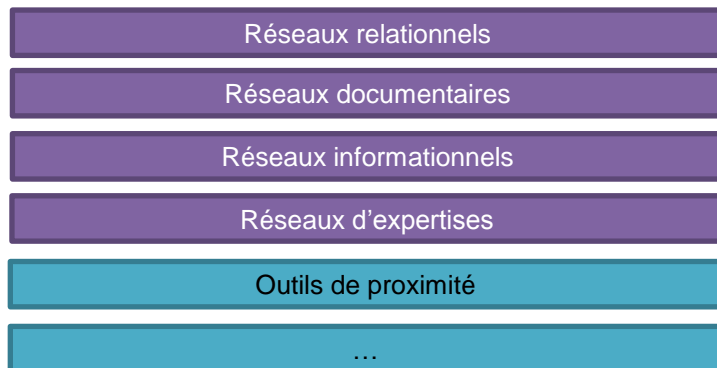 Réseaux relationnels
Réseaux documentaires
Réseaux informationnels
Réseaux d’expertises
Outils de proximité
…